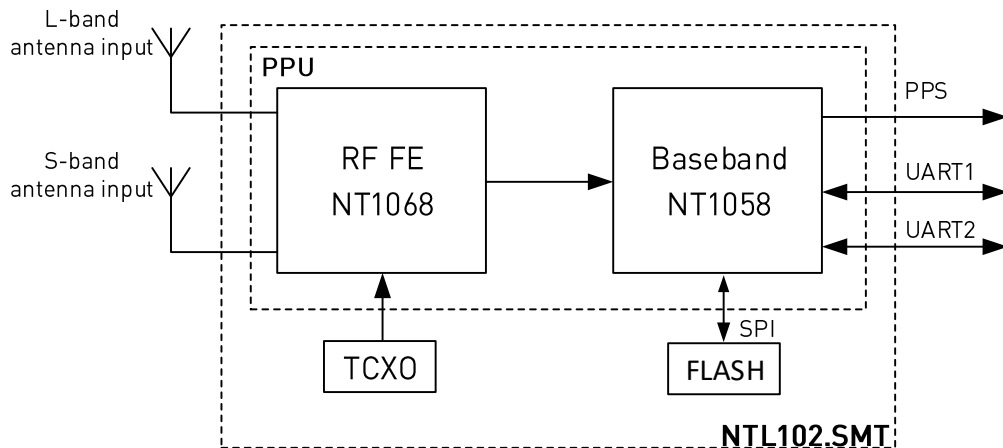 L-band
antenna input
PPU
PPS
RF FE
NT1068
Baseband
NT1058
S-band
antenna input
UART1
UART2
SPI
TCXO
FLASH
NTL102.SMT